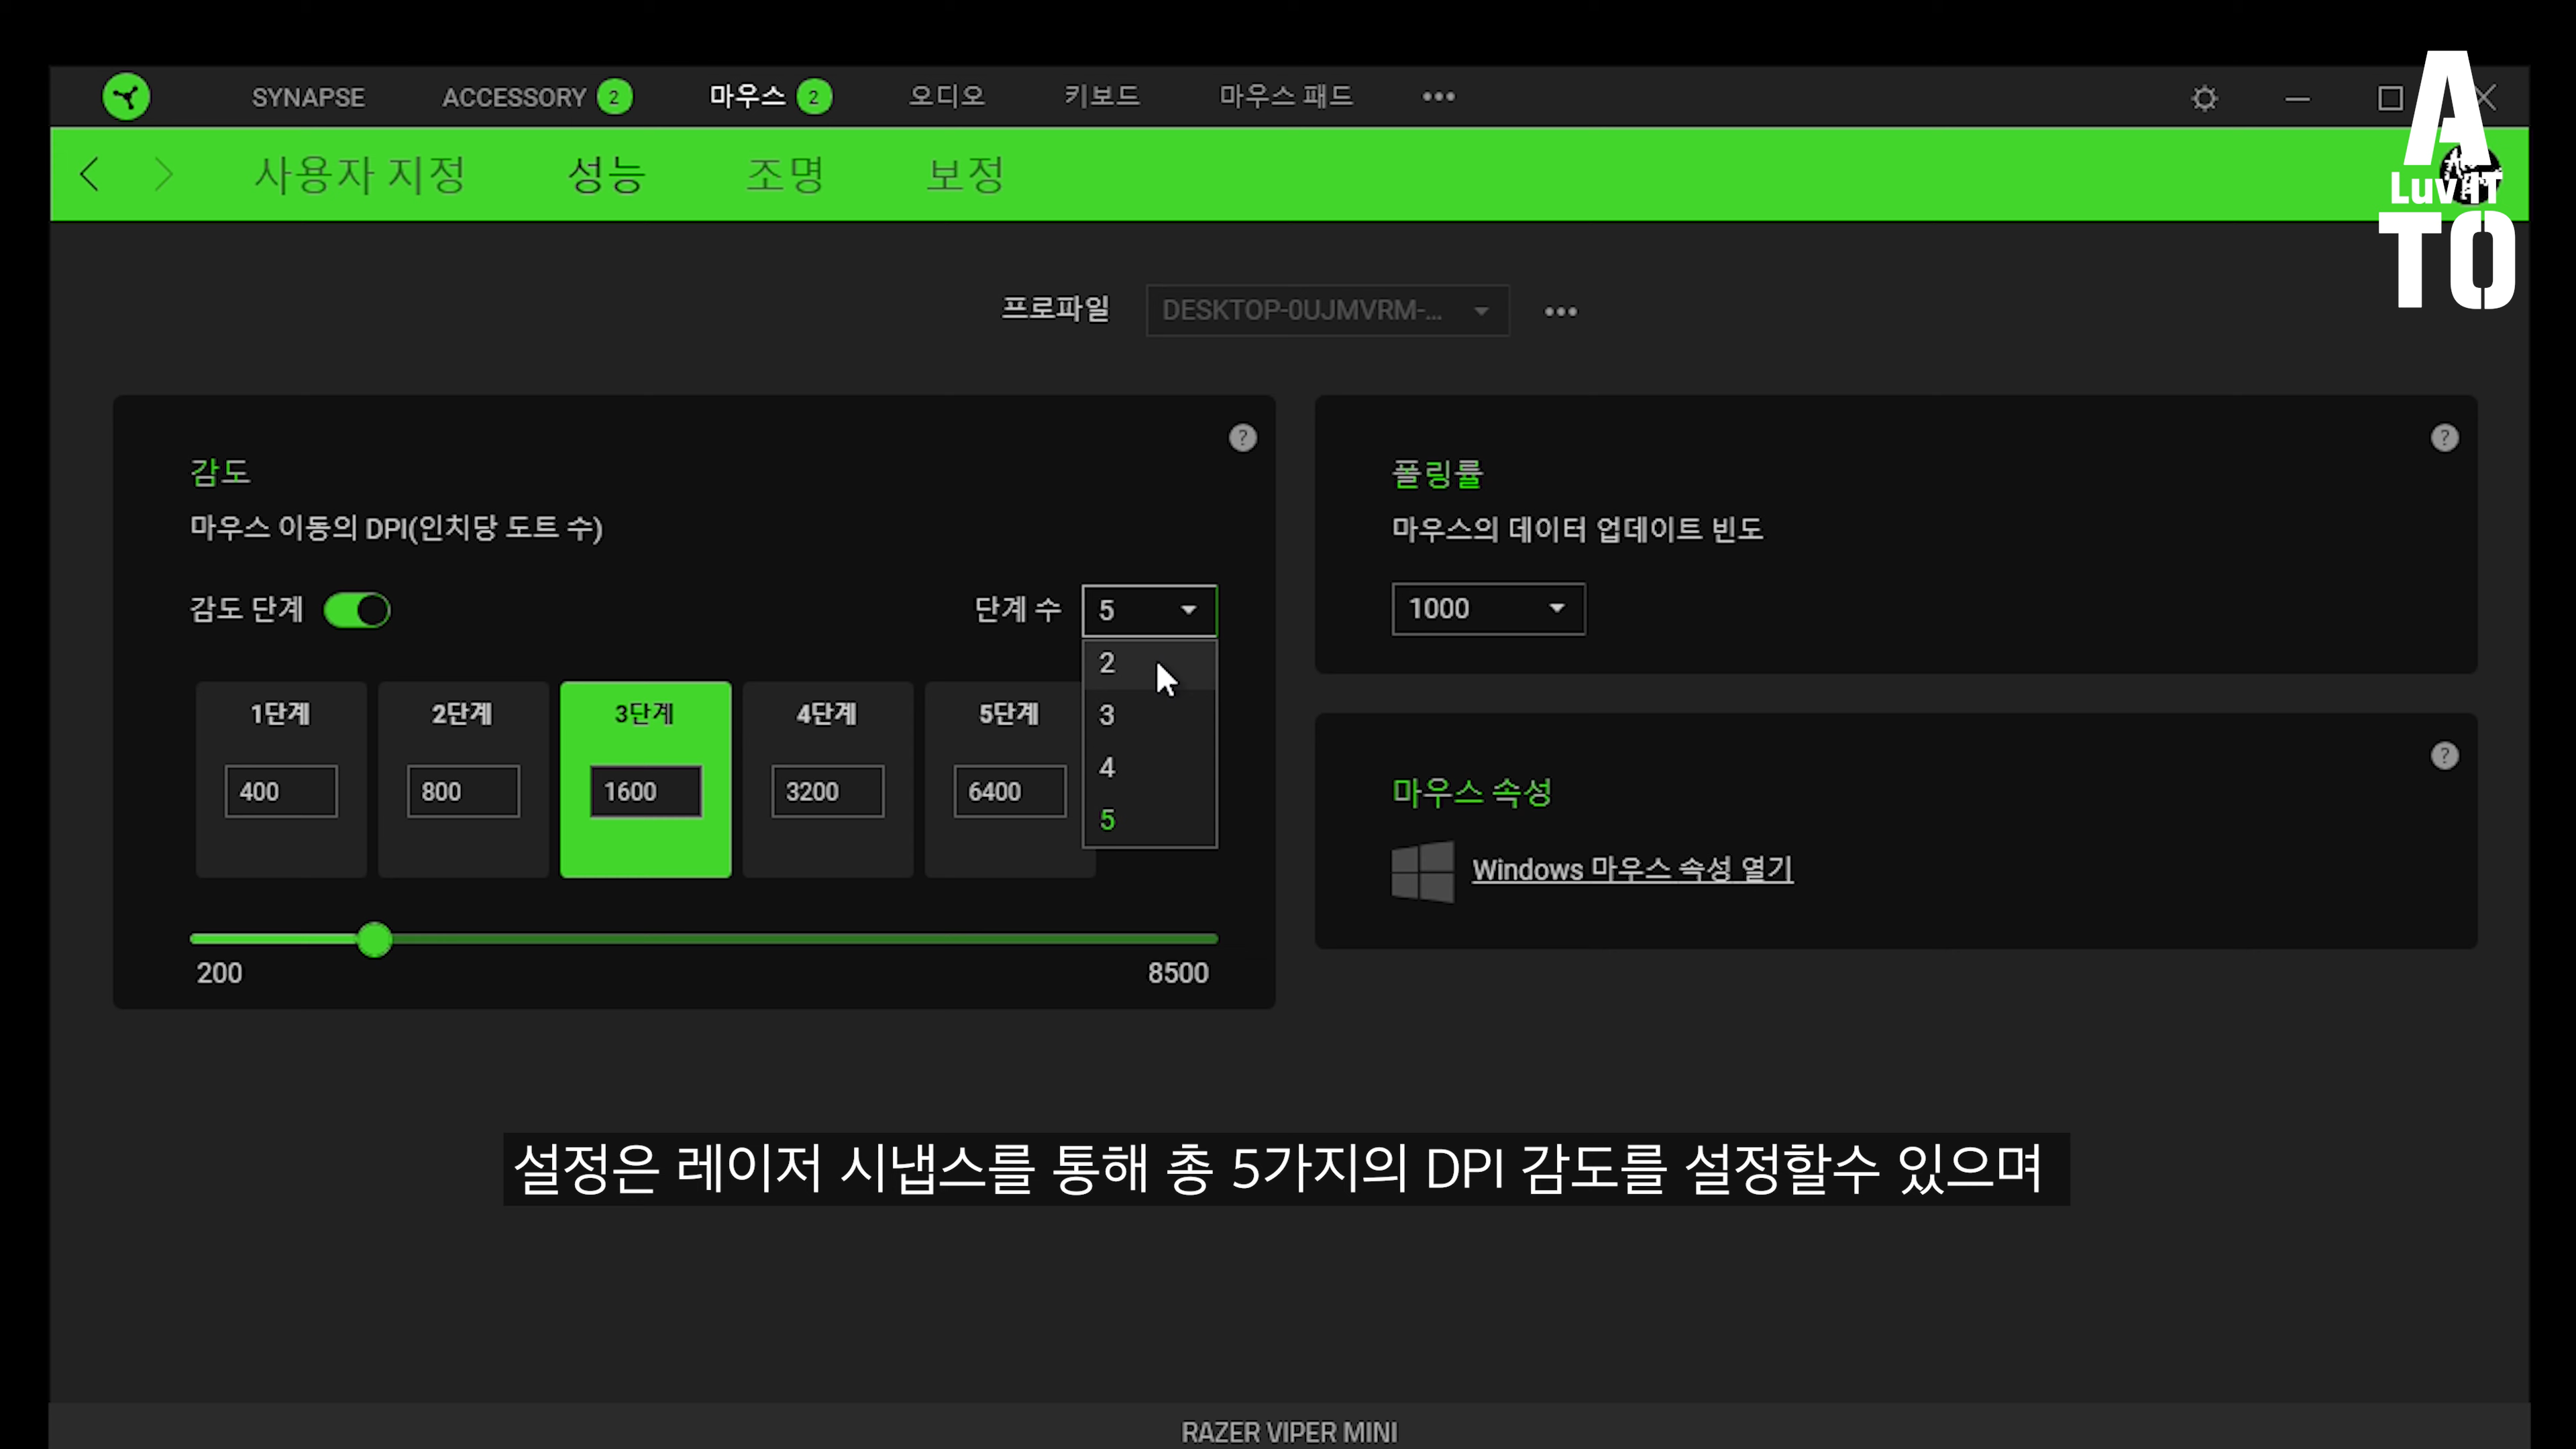 SYNAPSE ACCESSORY 2 마우스 2 오디오 키보드 마우스 패드
사용자 지정 성능 조명 보정
A
Luv IT
TO
프로파일 DESKTOP-0UJMVRM-...
감도
마우스 이동의 DPI(인치당 도트 수)
감도 단계 단계 수 5
2
3
4
5
1단계 2단계 3단계 4단계 5단계
400 800 1600 3200 6400
200 8500
폴링률
마우스의 데이터 업데이트 빈도
1000
마우스 속성
Windows 마우스 속성 열기
설정은 레이저 시냅스를 통해 총 5가지의 DPI 감도를 설정할수 있으며
RAZER VIPER MINI